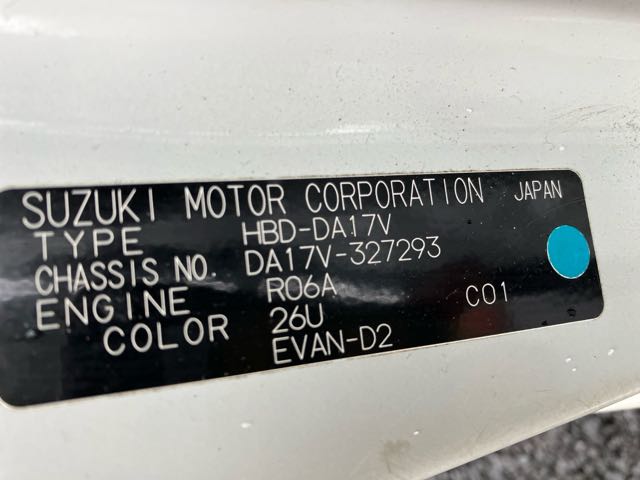 SUZUKI MOTOR CORPORATION JAPAN
TYPE HBD-DA17V
CHASSIS NO. DA17V-327293
ENGINE R06A C01
COLOR 26U
EVAN-D2